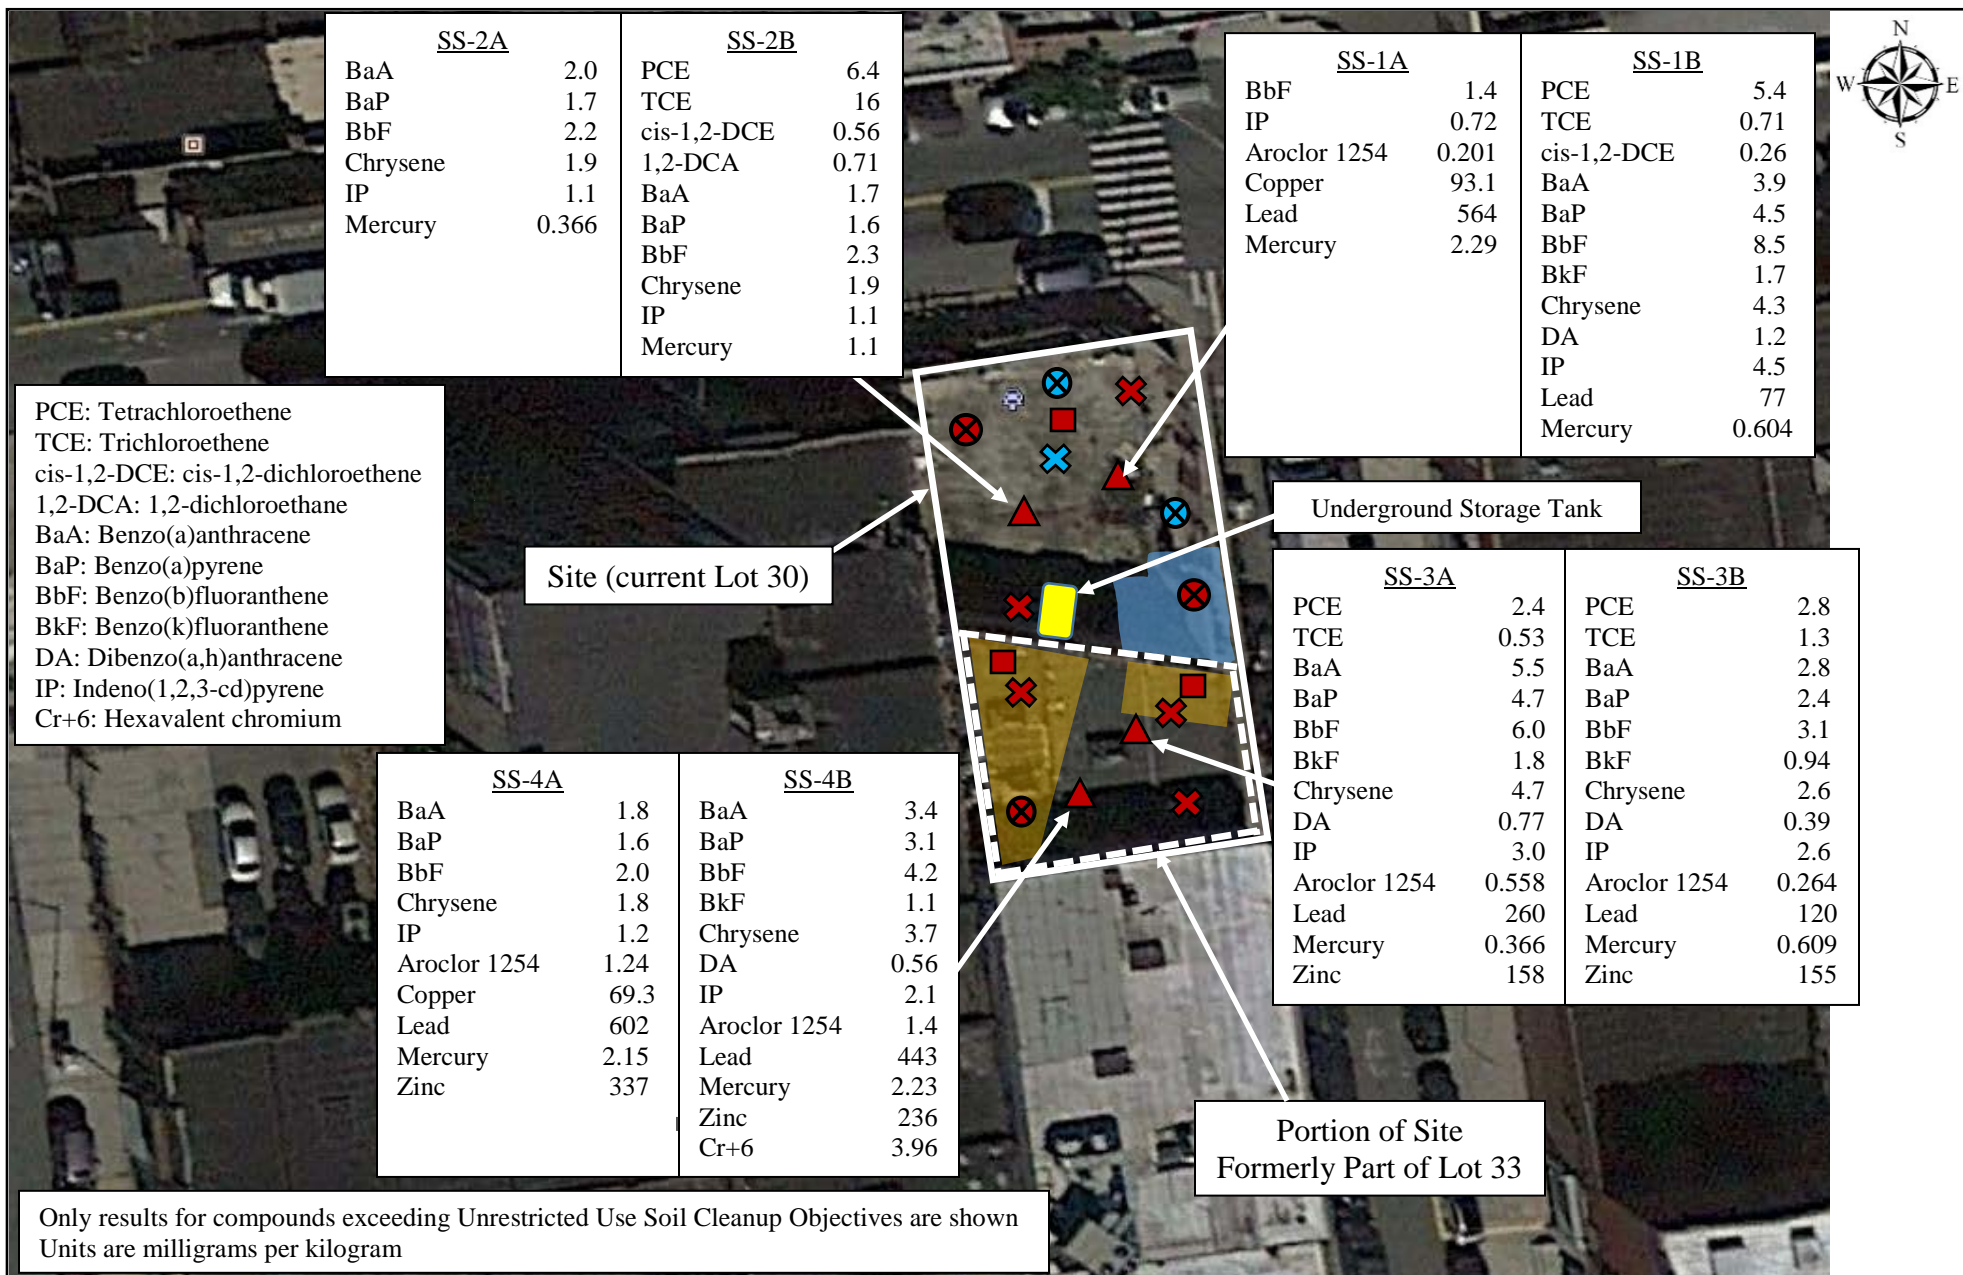 SS-2A
BaA 2.0
BaP 1.7
BbF 2.2
Chrysene 1.9
IP 1.1
Mercury 0.366
SS-2B
PCE 6.4
TCE 16
cis-1,2-DCE 0.56
1,2-DCA 0.71
BaA 1.7
BaP 1.6
BbF 2.3
Chrysene 1.9
IP 1.1
Mercury 1.1
SS-1A
BbF 1.4
IP 0.72
Aroclor 1254 0.201
Copper 93.1
Lead 564
Mercury 2.29
SS-1B
PCE 5.4
TCE 0.71
cis-1,2-DCE 0.26
BaA 3.9
BaP 4.5
BbF 8.5
BkF 1.7
Chrysene 4.3
DA 1.2
IP 4.5
Lead 77
Mercury 0.604
N
W E
S
PCE: Tetrachloroethene
TCE: Trichloroethene
cis-1,2-DCE: cis-1,2-dichloroethene
1,2-DCA: 1,2-dichloroethane
BaA: Benzo(a)anthracene
BaP: Benzo(a)pyrene
BbF: Benzo(b)fluoranthene
BkF: Benzo(k)fluoranthene
DA: Dibenzo(a,h)anthracene
IP: Indeno(1,2,3-cd)pyrene
Cr+6: Hexavalent chromium
Site (current Lot 30)
Underground Storage Tank
SS-3A
PCE 2.4
TCE 0.53
BaA 5.5
BaP 4.7
BbF 6.0
BkF 1.8
Chrysene 4.7
DA 0.77
IP 3.0
Aroclor 1254 0.558
Lead 260
Mercury 0.366
Zinc 158
SS-3B
PCE 2.8
TCE 1.3
BaA 2.8
BaP 2.4
BbF 3.1
BkF 0.94
Chrysene 2.6
DA 0.39
IP 2.6
Aroclor 1254 0.264
Lead 120
Mercury 0.609
Zinc 155
SS-4A
BaA 1.8
BaP 1.6
BbF 2.0
Chrysene 1.8
IP 1.2
Aroclor 1254 1.24
Copper 69.3
Lead 602
Mercury 2.15
Zinc 337
SS-4B
BaA 3.4
BaP 3.1
BbF 4.2
BkF 1.1
Chrysene 3.7
DA 0.56
IP 2.1
Aroclor 1254 1.4
Lead 443
Mercury 2.23
Zinc 236
Cr+6 3.96
Portion of Site
Formerly Part of Lot 33
Only results for compounds exceeding Unrestricted Use Soil Cleanup Objectives are shown
Units are milligrams per kilogram